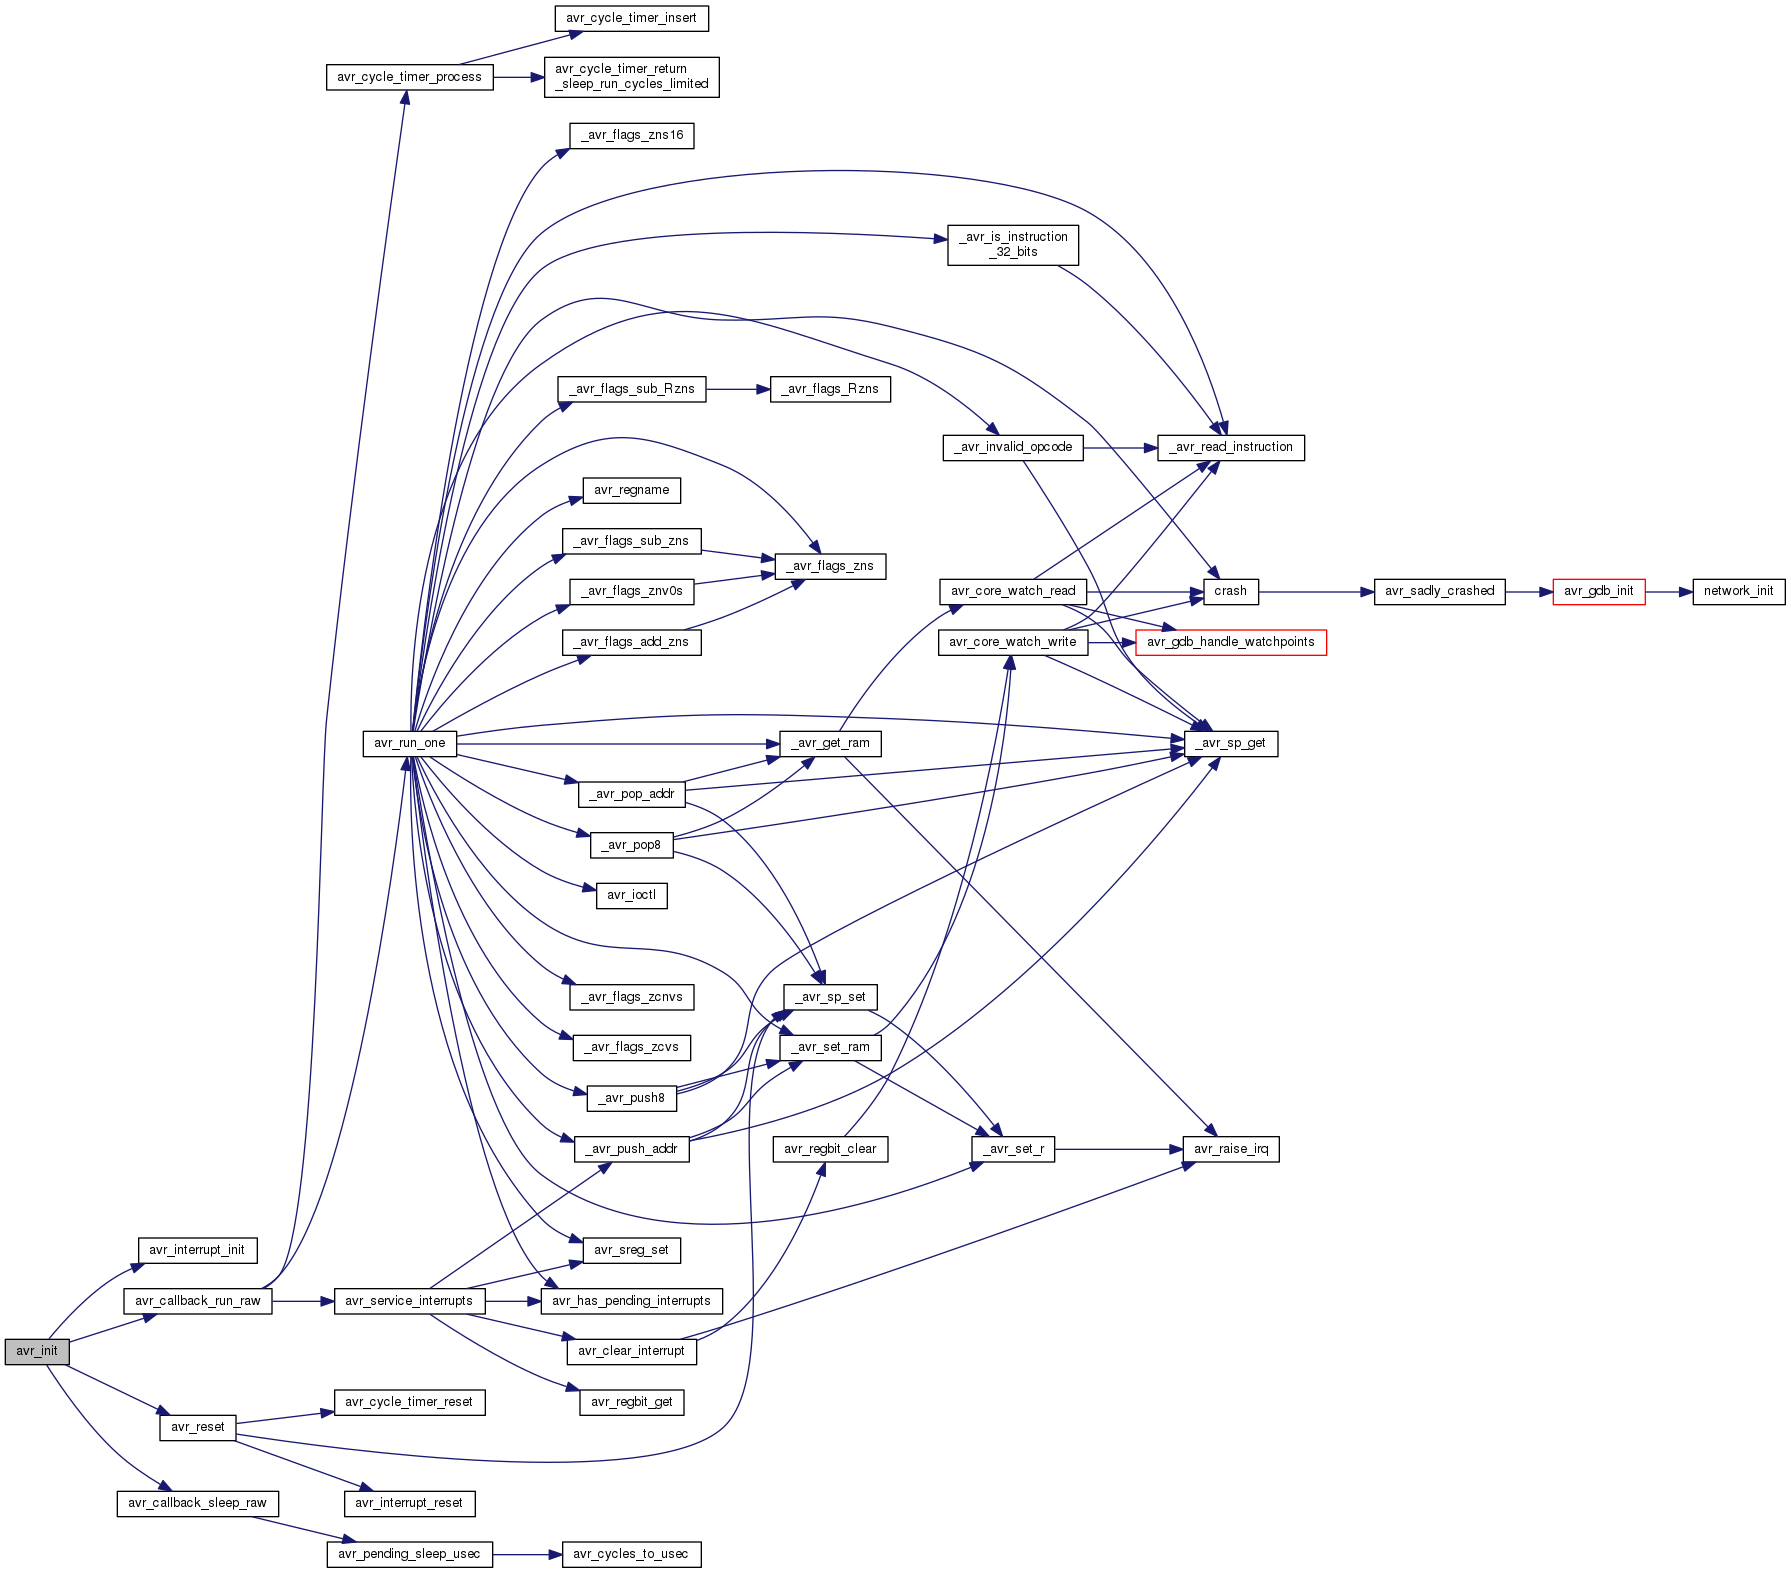 avr_cycle_timer_insert
avr_cycle_timer_process
avr_cycle_timer_return
_sleep_run_cycles_limited
_avr_flags_zns16
_avr_is_instruction
_32_bits
_avr_flags_sub_Rzns
_avr_flags_Rzns
_avr_invalid_opcode
_avr_read_instruction
avr_regname
_avr_flags_sub_zns
_avr_flags_zns
_avr_flags_znv0s
avr_core_watch_read
crash
avr_sadly_crashed
avr_gdb_init
network_init
_avr_flags_add_zns
avr_core_watch_write
avr_gdb_handle_watchpoints
avr_run_one
_avr_get_ram
_avr_sp_get
_avr_pop_addr
_avr_pop8
avr_ioctl
_avr_flags_zcnvs
_avr_sp_set
_avr_flags_zcvs
_avr_set_ram
_avr_push8
_avr_push_addr
avr_regbit_clear
_avr_set_r
avr_raise_irq
avr_interrupt_init
avr_sreg_set
avr_callback_run_raw
avr_service_interrupts
avr_has_pending_interrupts
avr_init
avr_clear_interrupt
avr_cycle_timer_reset
avr_regbit_get
avr_reset
avr_callback_sleep_raw
avr_interrupt_reset
avr_pending_sleep_usec
avr_cycles_to_usec